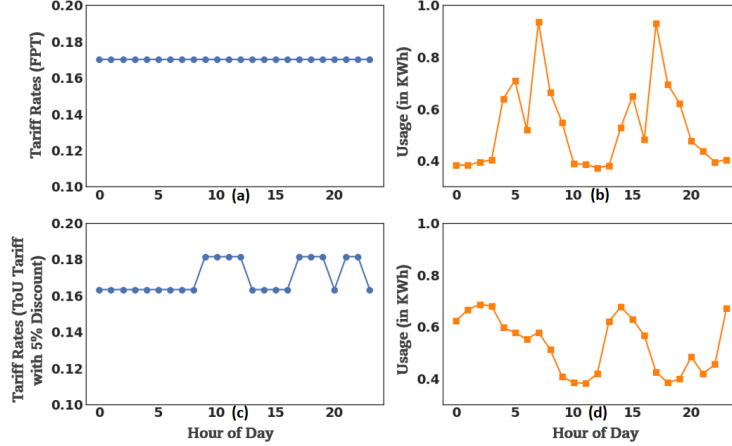 Tariff Rates (FPT)
0.20
0.18
0.16
0.14
0.12
0.10
0 5 10 15 20
(a)
Usage (in KWh)
1.0
0.8
0.6
0.4
0 5 10 15 20
(b)
Tariff Rates (ToU Tariff
with 5% Discount)
0.20
0.18
0.16
0.14
0.12
0.10
0 5 10 15 20
(c)
Hour of Day
Usage (in KWh)
1.0
0.8
0.6
0.4
0 5 10 15 20
(d)
Hour of Day